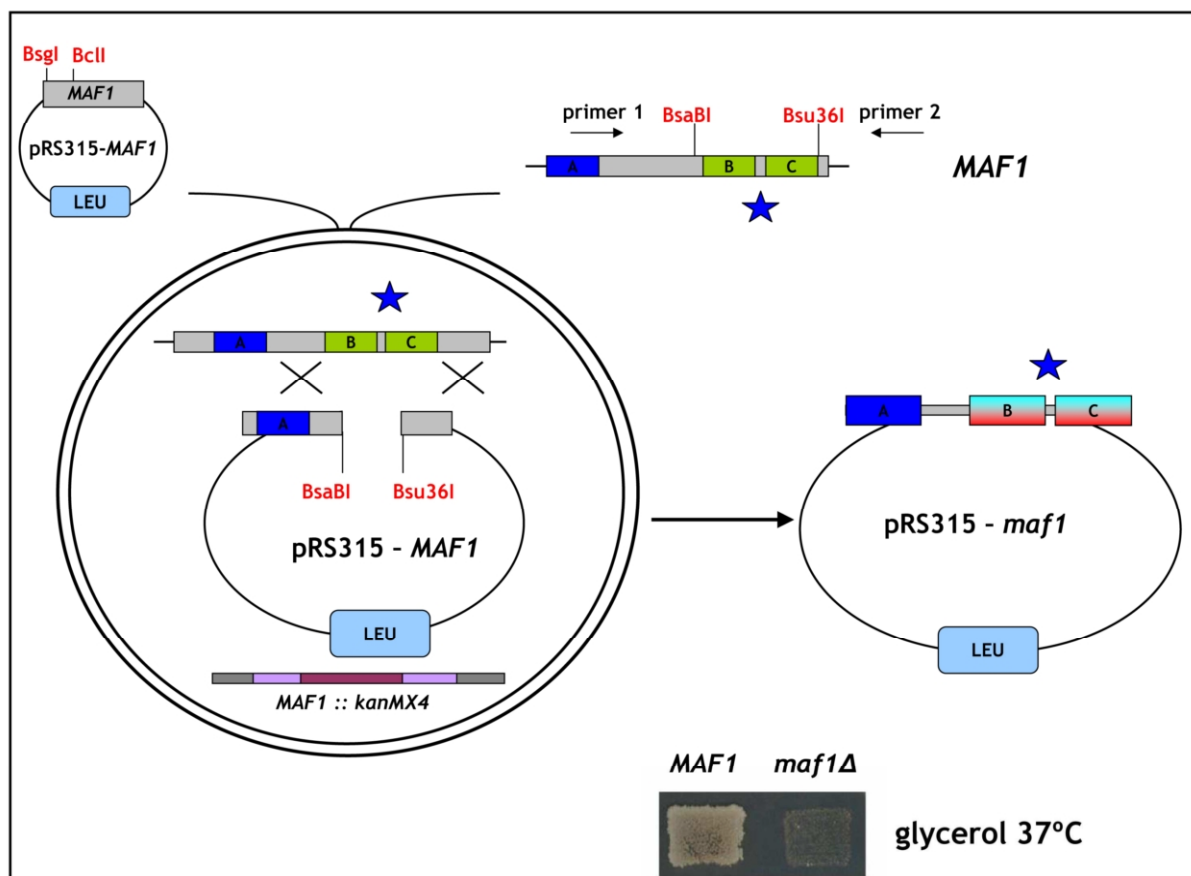 BsgI BclI
MAF1
pRS315-MAF1
LEU
primer 1 BsaBI Bsu36I primer 2
A B C MAF1
A B C
A
BsaBI Bsu36I
pRS315 - MAF1
LEU
MAF1 :: kanMX4
A B C
pRS315 - maf1
LEU
MAF1 maf1Δ
glycerol 37ºC